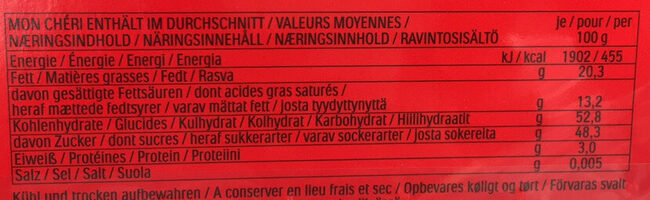 MON CHÉRI ENTHÄLT IM DURCHSCHNITT / VALEURS MOYENNES / je / pour / per
NÆRINGSINDHOLD / NÄRINGSINNEHÅLL / NÆRINGSINNHOLD / RAVINTOSISÄLTÖ 100 g
Energie / Énergie / Energi / Energia kJ / kcal 1902 / 455
Fett / Matières grasses / Fedt / Rasva g 20,3
davon gesättigte Fettsäuren / dont acides gras saturés /
heraf mættede fedtsyrer / varav mättat fett / josta tyydyttynyttä g 13,2
Kohlenhydrate / Glucides / Kulhydrat / Kolhydrat / Karbohydrat / Hiilihydraatit g 52,8
davon Zucker / dont sucres / heraf sukkerarter / varav sockerarter / josta sokereita g 48,3
Eiweiß / Protéines / Protein / Proteiini g 3,0
Salz / Sel / Salt / Suola g 0,005
Kühl und trocken aufbewahren / A conserver en lieu frais et sec / Opbevares køligt og tørt / Förvaras svalt